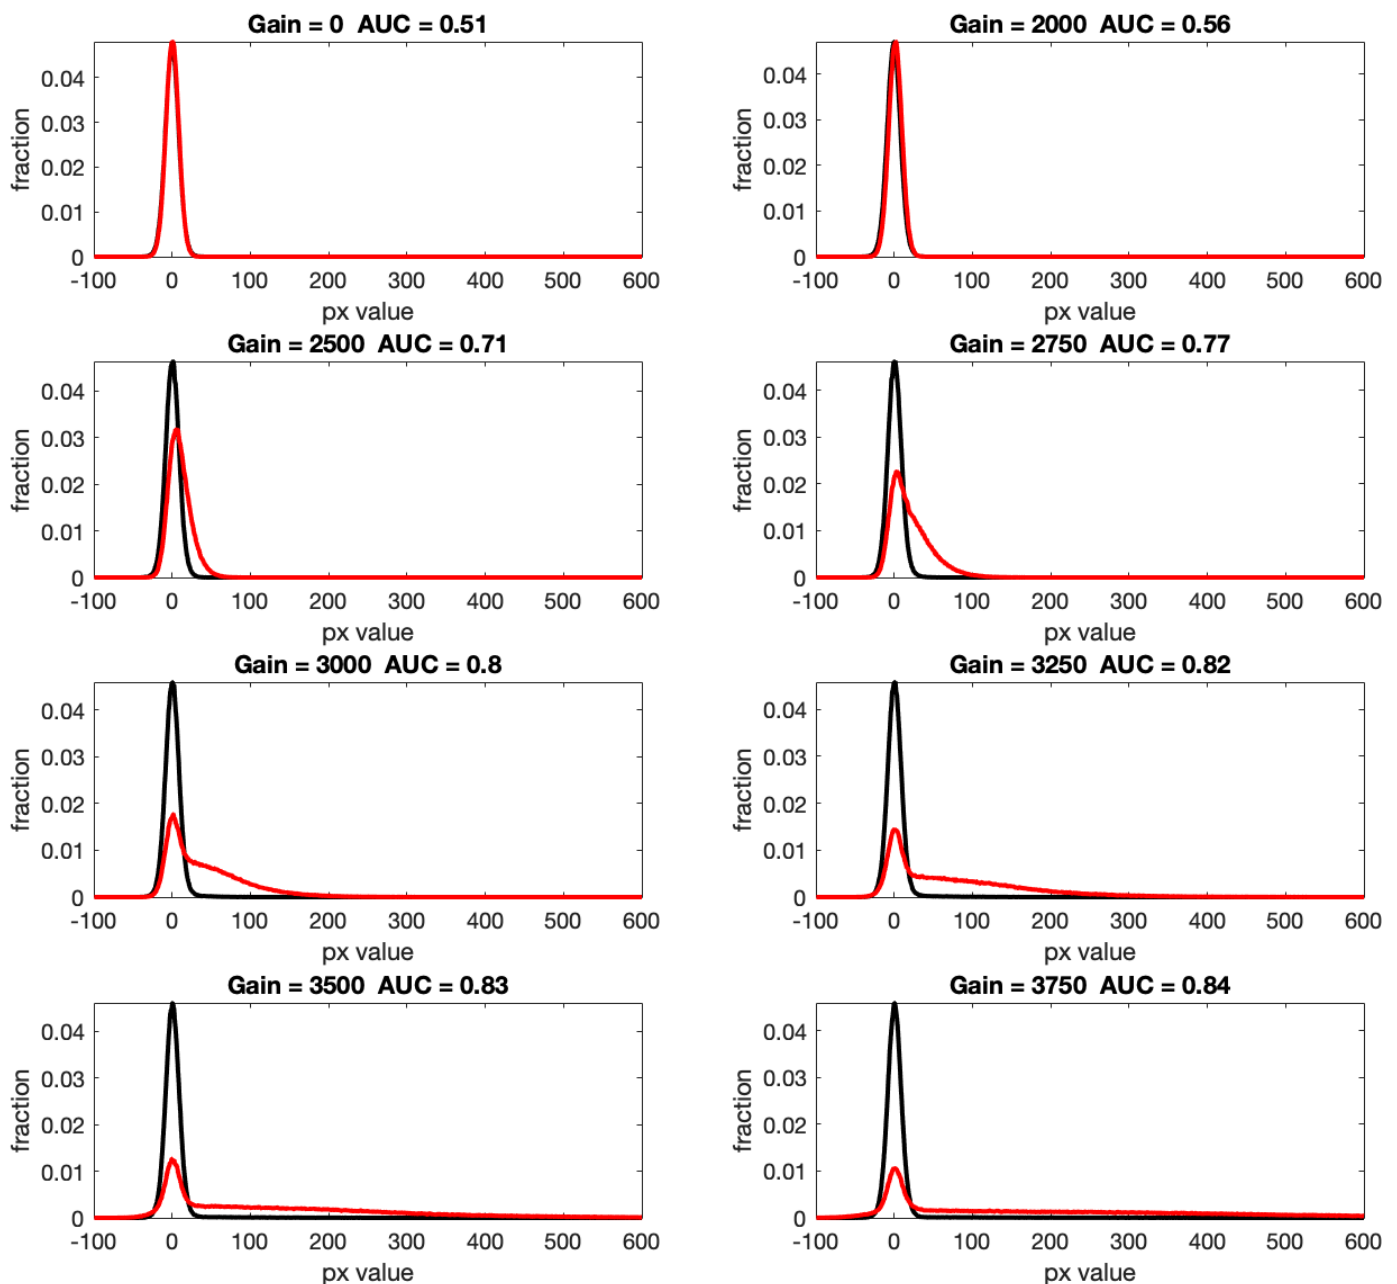 Gain = 0  AUC = 0.51
0.04
0.03
0.02
0.01
0
fraction
-100 0 100 200 300 400 500 600
px value
Gain = 2000  AUC = 0.56
0.04
0.03
0.02
0.01
0
fraction
-100 0 100 200 300 400 500 600
px value
Gain = 2500  AUC = 0.71
0.04
0.03
0.02
0.01
0
fraction
-100 0 100 200 300 400 500 600
px value
Gain = 2750  AUC = 0.77
0.04
0.03
0.02
0.01
0
fraction
-100 0 100 200 300 400 500 600
px value
Gain = 3000  AUC = 0.8
0.04
0.03
0.02
0.01
0
fraction
-100 0 100 200 300 400 500 600
px value
Gain = 3250  AUC = 0.82
0.04
0.03
0.02
0.01
0
fraction
-100 0 100 200 300 400 500 600
px value
Gain = 3500  AUC = 0.83
0.04
0.03
0.02
0.01
0
fraction
-100 0 100 200 300 400 500 600
px value
Gain = 3750  AUC = 0.84
0.04
0.03
0.02
0.01
0
fraction
-100 0 100 200 300 400 500 600
px value